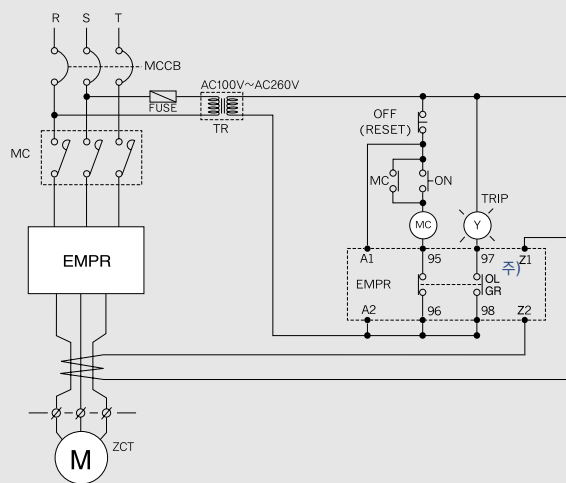 R S T
MCCB
AC100V~AC260V
FUSE
TR
OFF
(RESET)
MC
MC
ON
TRIP
MC
Y
EMPR
A1
95
97
주)
Z1
EMPR
OL
GR
A2
96
98
Z2
ZCT
M